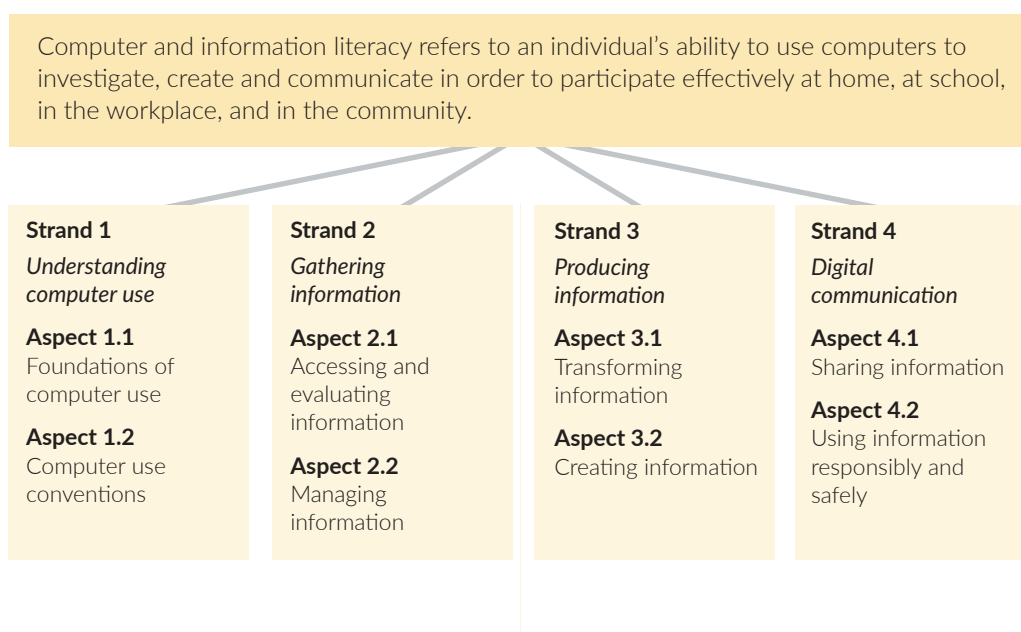 Computer and information literacy refers to an individual's ability to use computers to
investigate, create and communicate in order to participate effectively at home, at school,
in the workplace, and in the community.
Strand 1
Understanding
computer use
Aspect 1.1
Foundations of
computer use
Aspect 1.2
Computer use
conventions
Strand 2
Gathering
information
Aspect 2.1
Accessing and
evaluating
information
Aspect 2.2
Managing
information
Strand 3
Producing
information
Aspect 3.1
Transforming
information
Aspect 3.2
Creating information
Strand 4
Digital
communication
Aspect 4.1
Sharing information
Aspect 4.2
Using information
responsibly and
safely